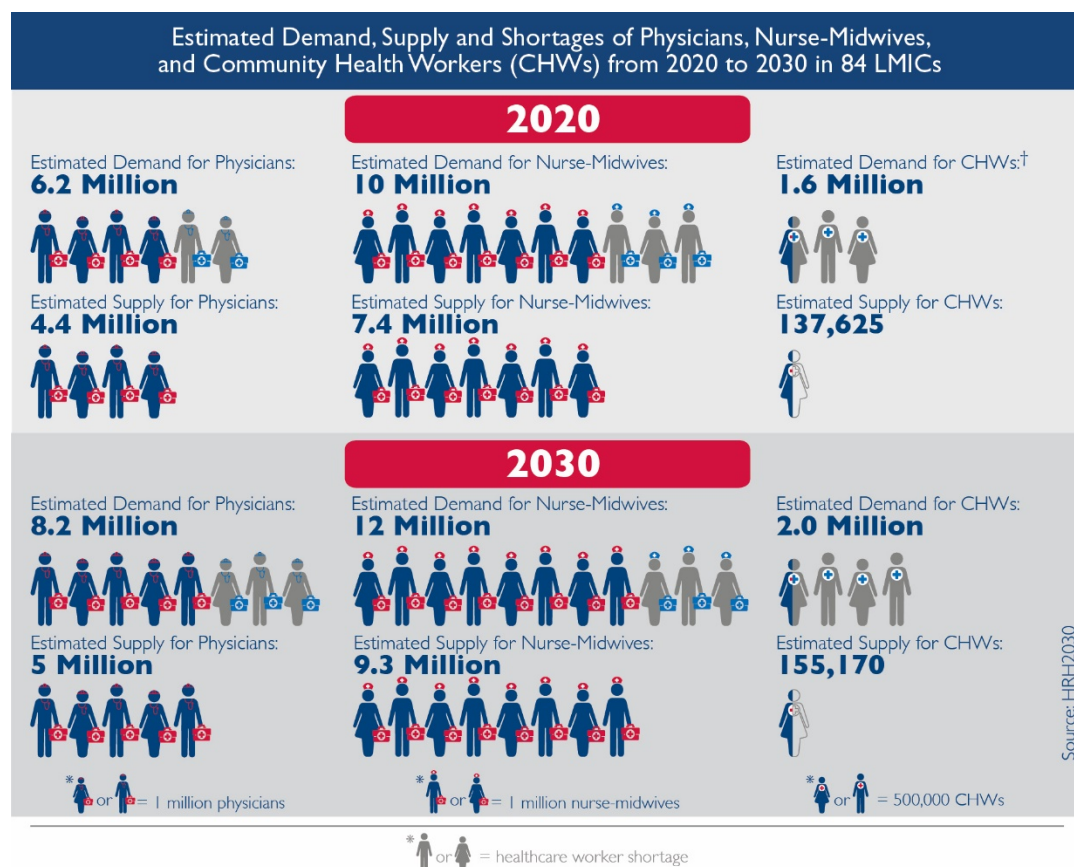 Estimated Demand, Supply and Shortages of Physicians, Nurse-Midwives,
and Community Health Workers (CHWs) from 2020 to 2030 in 84 LMICs
2020
Estimated Demand for Physicians:
6.2 Million
Estimated Demand for Nurse-Midwives:
10 Million
Estimated Demand for CHWs:†
1.6 Million
Estimated Supply for Physicians:
4.4 Million
Estimated Supply for Nurse-Midwives:
7.4 Million
Estimated Supply for CHWs:
137,625
2030
Estimated Demand for Physicians:
8.2 Million
Estimated Demand for Nurse-Midwives:
12 Million
Estimated Demand for CHWs:
2.0 Million
Estimated Supply for Physicians:
5 Million
Estimated Supply for Nurse-Midwives:
9.3 Million
Estimated Supply for CHWs:
155,170
* or = 1 million physicians
* or = 1 million nurse-midwives
* or = 500,000 CHWs
* or = healthcare worker shortage
Source: HRH2030